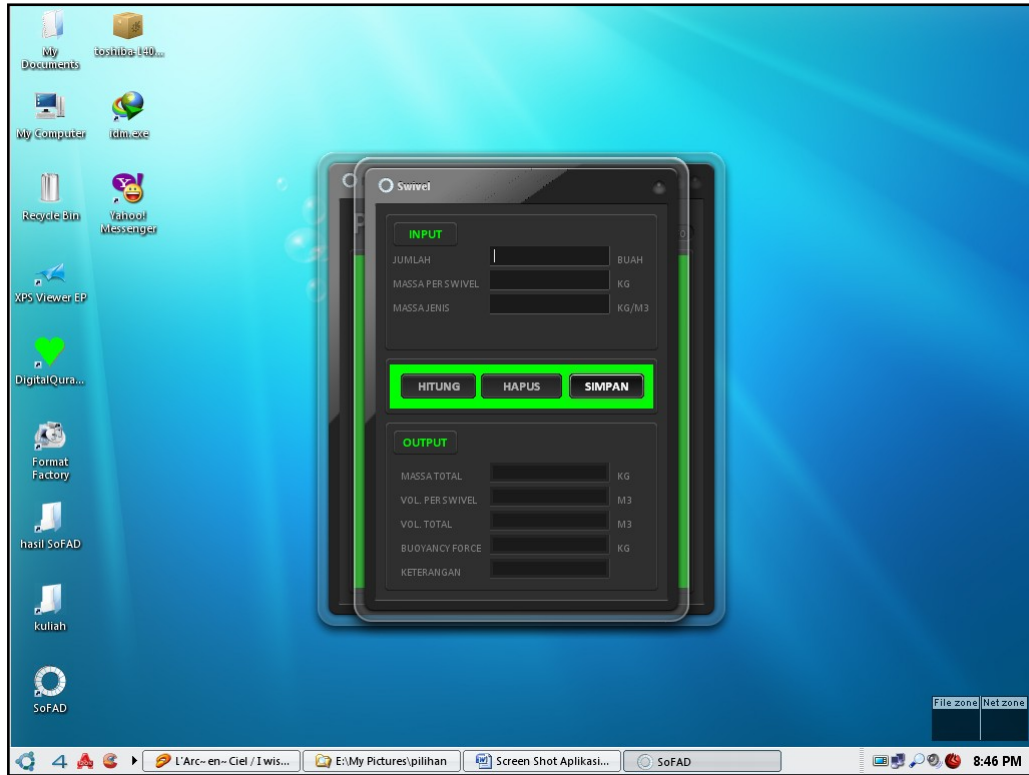 My
Documents
toshiba-l40...
My Computer
idm.exe
Recycle Bin
Yahoo!
Messenger
XPS Viewer EP
DigitalQura...
Format
Factory
hasil SoFAD
kuliah
SoFAD
Swivel
INPUT
JUMLAH BUAH
MASSA PER SWIVEL KG
MASSA JENIS KG/M3
HITUNG HAPUS SIMPAN
OUTPUT
MASSA TOTAL KG
VOL. PER SWIVEL M3
VOL. TOTAL M3
BUOYANCY FORCE KG
KETERANGAN
File zone Net zone
L'Arc~en~Ciel / I wis... E:\My Pictures\pilihan Screen Shot Aplikasi... SoFAD 8:46 PM